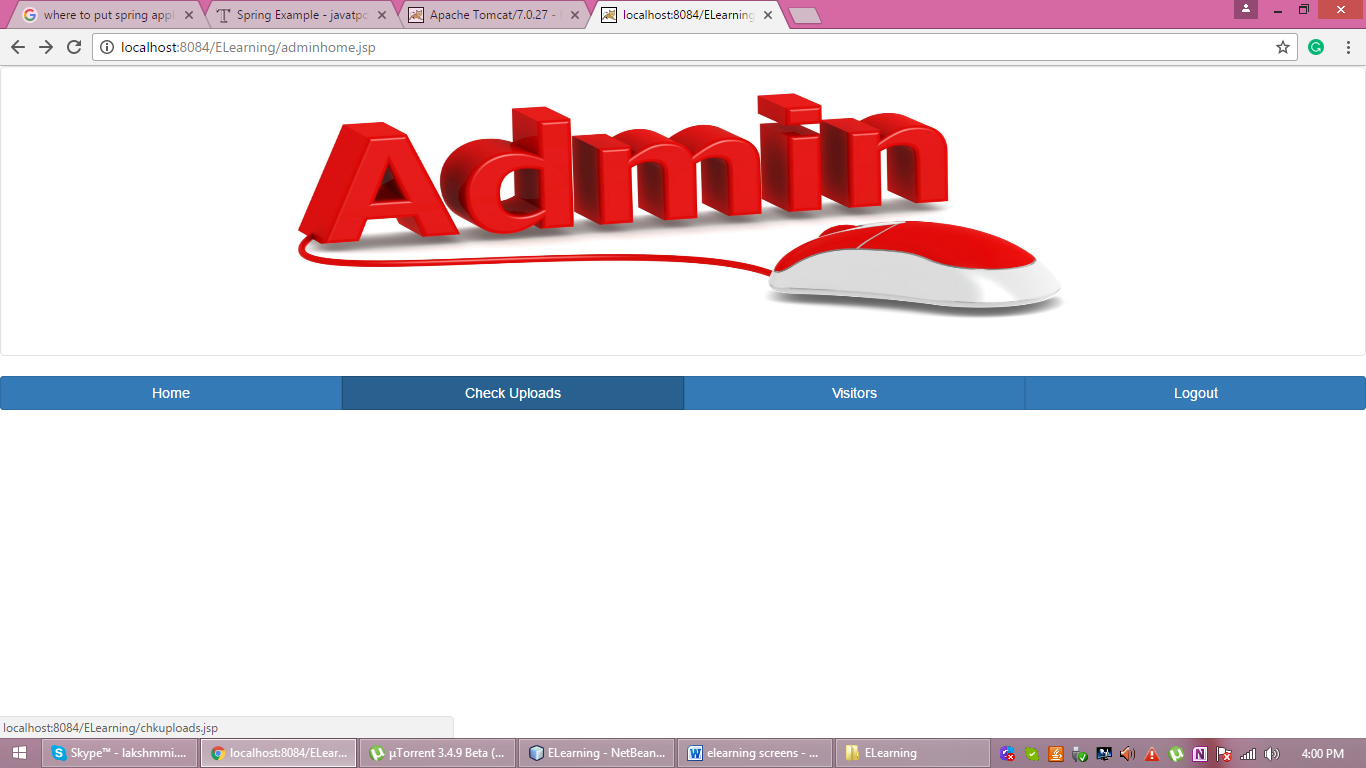 where to put spring appl
Spring Example - javatpo
Apache Tomcat/7.0.27 -
localhost:8084/ELearning
localhost:8084/ELearning/adminhome.jsp
Admin
Home
Check Uploads
Visitors
Logout
localhost:8084/ELearning/chkuploads.jsp
Skype™ - lakshmmi....
localhost:8084/ELear...
µTorrent 3.4.9 Beta (...
ELearning - NetBean...
elearning screens - ...
ELearning
4:00 PM